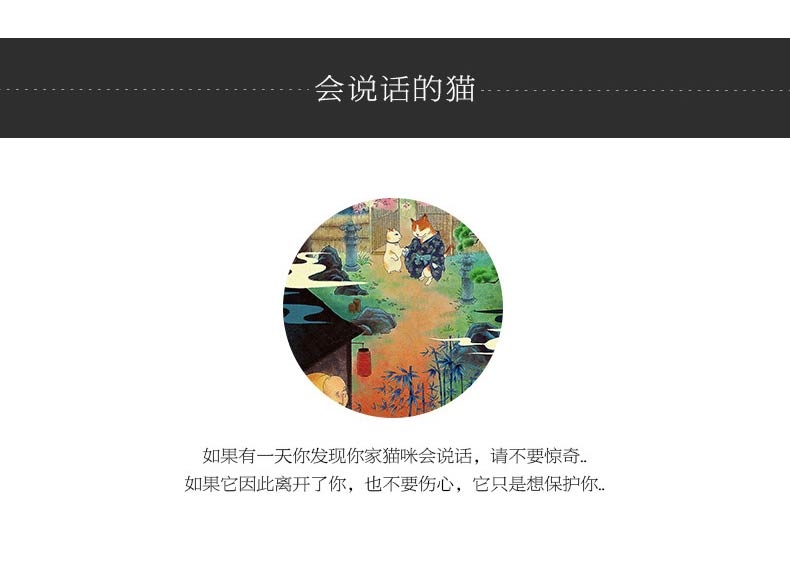 会说话的猫
如果有一天你发现你家猫咪会说话，请不要惊奇..
如果它因此离开了你，也不要伤心，它只是想保护你..